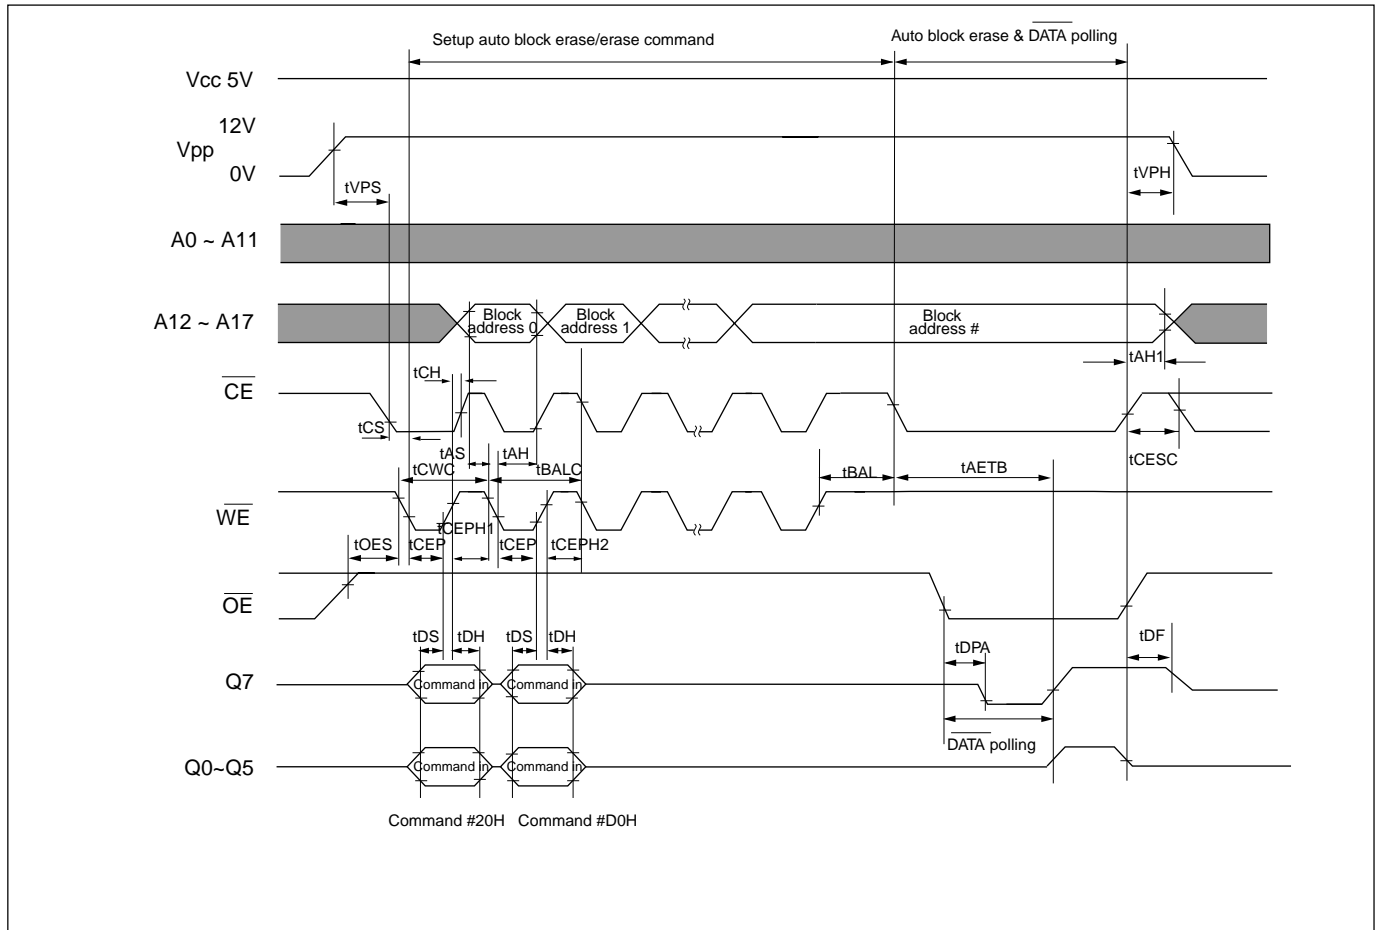 Setup auto block erase/erase command
Auto block erase & DATA polling
Vcc 5V
12V
Vpp
0V
tVPS
tVPH
A0 ~ A11
A12 ~ A17
Block address 0
Block address 1
Block address #
tAH1
tCH
CE
tCS
tAS
tAH
tCESC
tCWC
tBALC
tBAL
tAETB
WE
tCEPH1
tOES
tCEP
tCEP
tCEPH2
OE
tDS
tDH
tDS
tDH
tDPA
tDF
Q7
Command in
Command in
DATA polling
Q0~Q5
Command in
Command in
Command #20H
Command #D0H